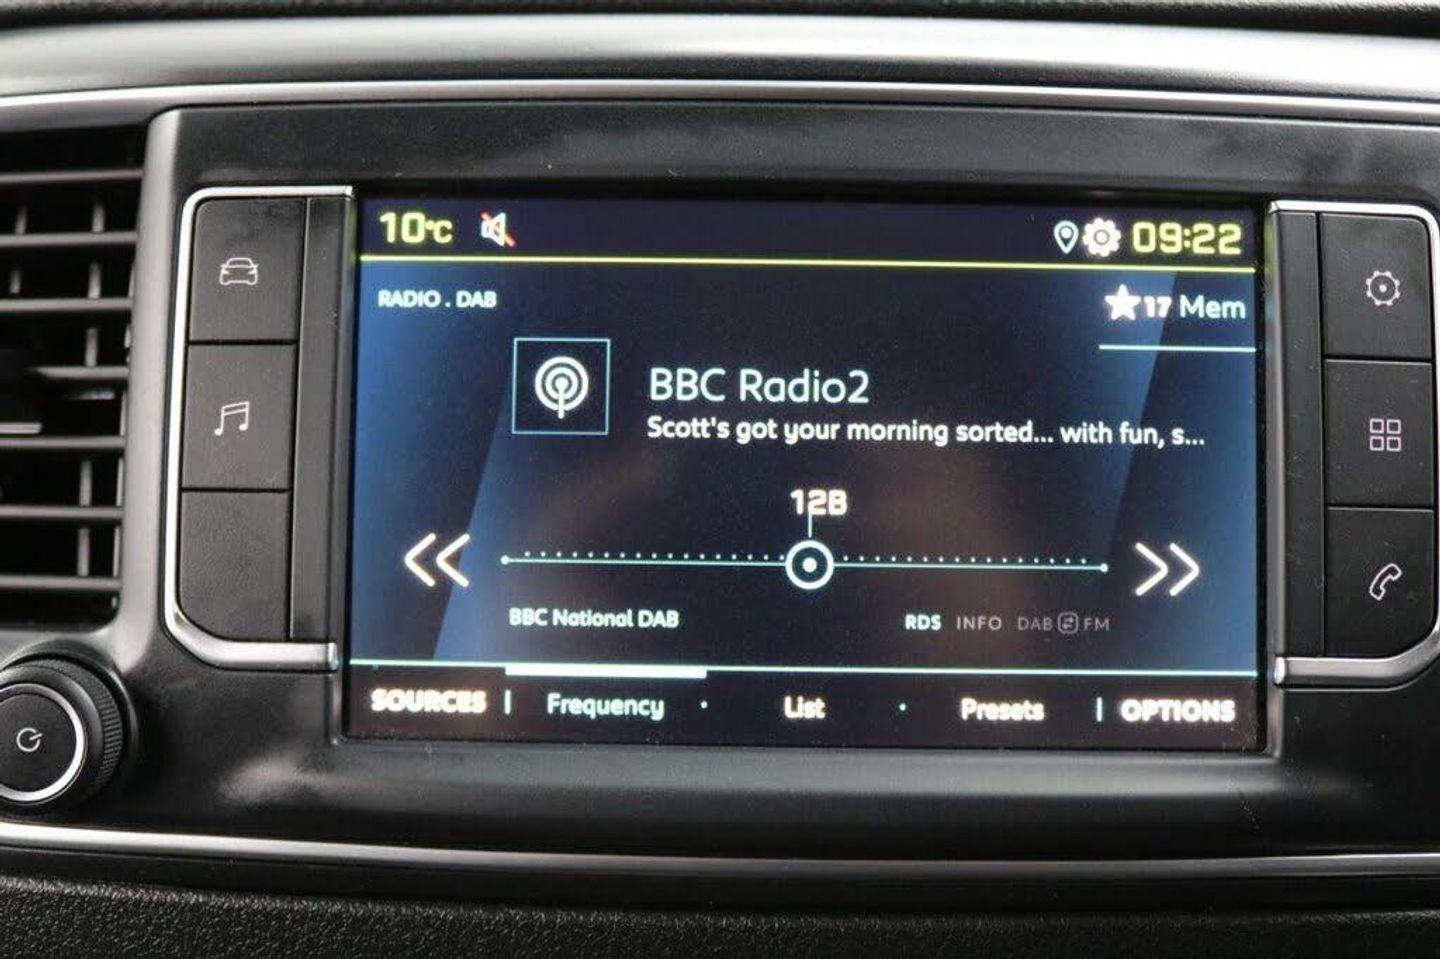 10°C 09:22
RADIO . DAB
17 Mem
BBC Radio2
Scott's got your morning sorted... with fun, s...
12B
BBC National DAB RDS INFO DAB FM
SOURCES Frequency List Presets OPTIONS